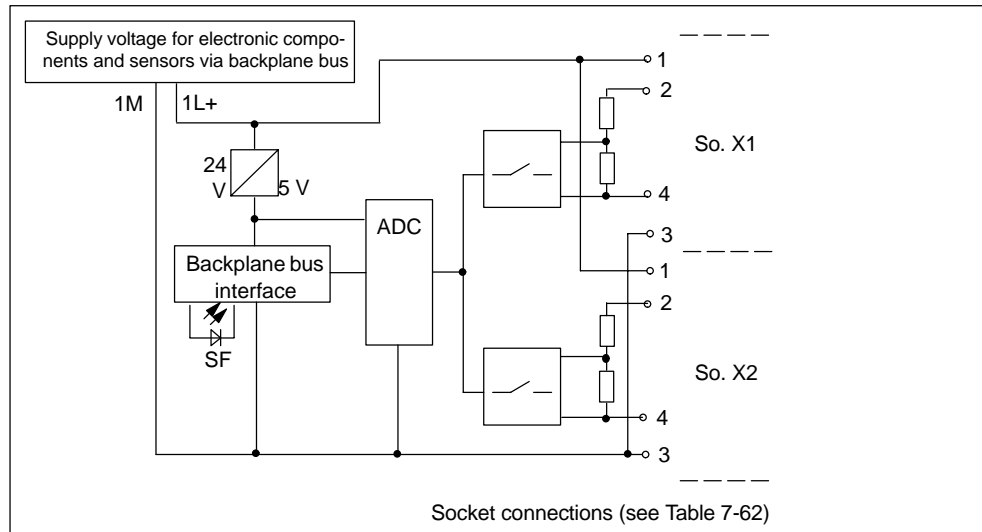 Supply voltage for electronic compo-
nents and sensors via backplane bus
1M
1L+
24
V
5 V
Backplane bus
interface
SF
ADC
1
2
So. X1
4
3
1
2
So. X2
4
3
Socket connections (see Table 7-62)